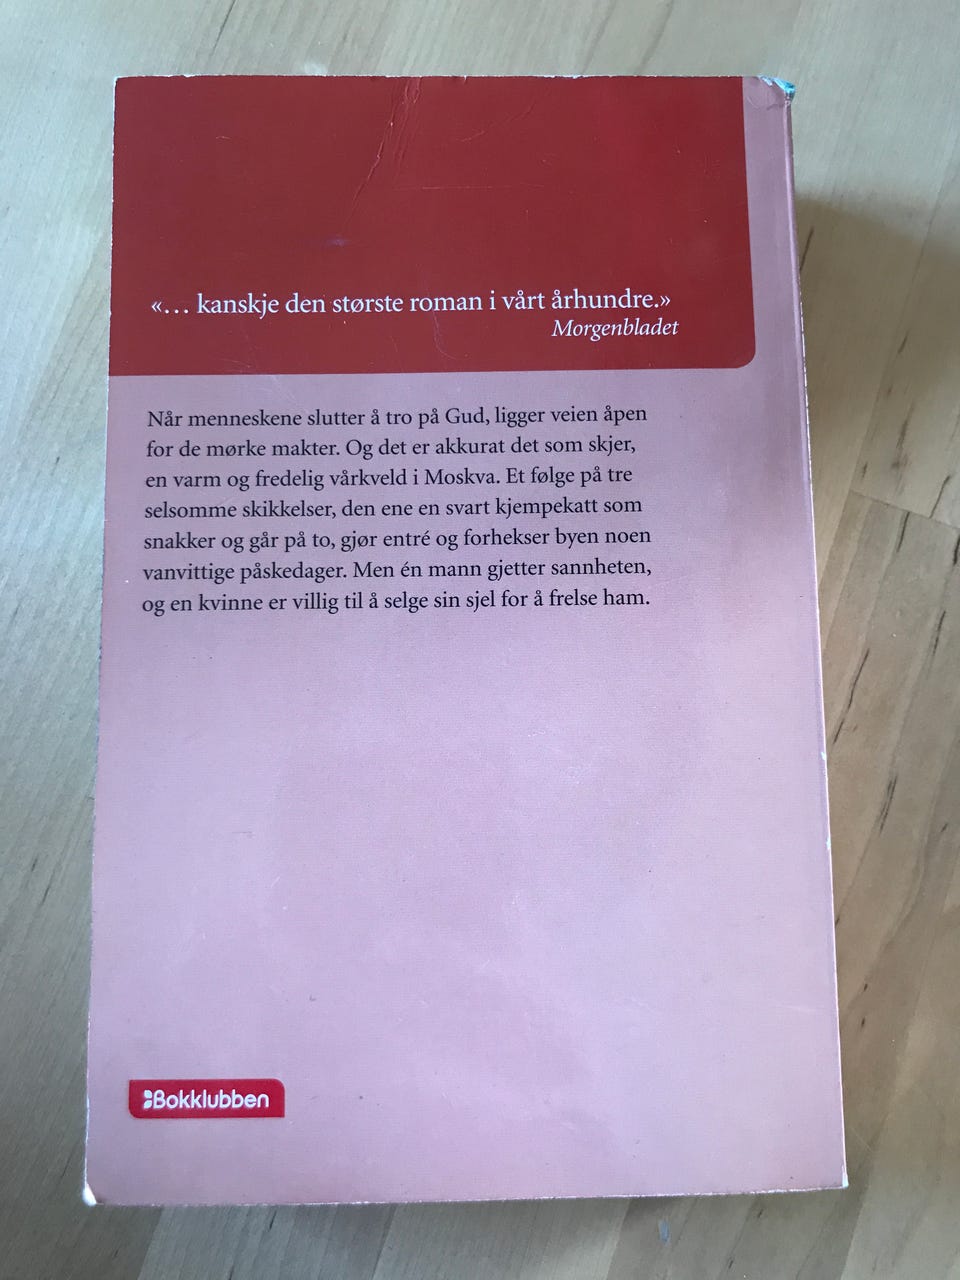 «… kanskje den største roman i vårt århundre.»
Morgenbladet
Når menneskene slutter å tro på Gud, ligger veien åpen
for de mørke makter. Og det er akkurat det som skjer,
en varm og fredelig vårkveld i Moskva. Et følge på tre
selsomme skikkelser, den ene en svart kjempekatt som
snakker og går på to, gjør entré og forhekser byen noen
vanvittige påskedager. Men én mann gjetter sannheten,
og en kvinne er villig til å selge sin sjel for å frelse ham.
Bokklubben